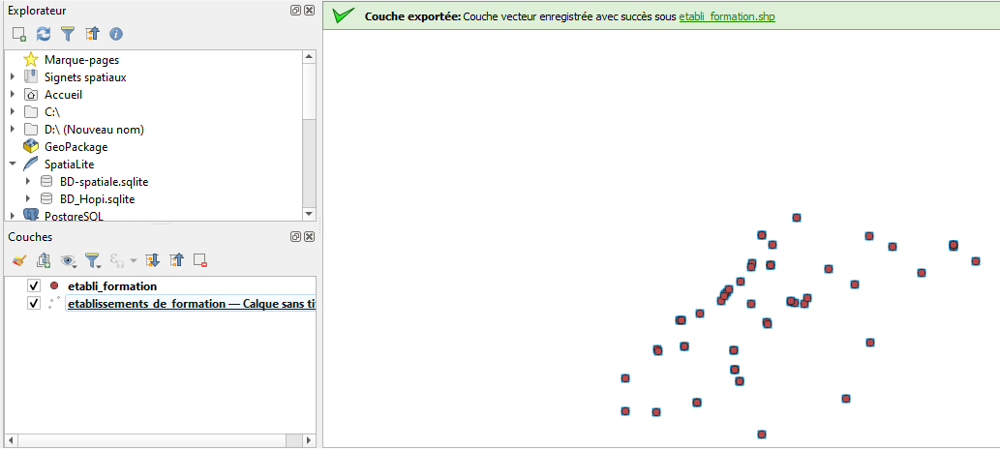 Explorateur
Couche exportée: Couche vecteur enregistrée avec succès sous etabli_formation.shp
Marque-pages
Signets spatiaux
Accueil
C:\
D:\ (Nouveau nom)
GeoPackage
SpatiaLite
BD-spatiale.sqlite
BD_Hopi.sqlite
PostgreSQL
Couches
etabli_formation
etablissements_de_formation — Calque sans ti